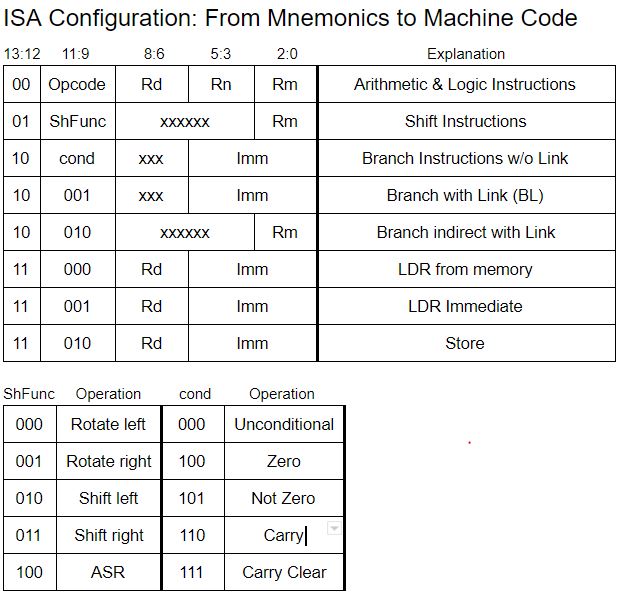 ISA Configuration: From Mnemonics to Machine Code
13:12 11:9 8:6 5:3 2:0 Explanation
00 Opcode Rd Rn Rm Arithmetic & Logic Instructions
01 ShFunc xxxxxx Rm Shift Instructions
10 cond xxx Imm Branch Instructions w/o Link
10 001 xxx Imm Branch with Link (BL)
10 010 xxxxxx Rm Branch indirect with Link
11 000 Rd Imm LDR from memory
11 001 Rd Imm LDR Immediate
11 010 Rd Imm Store
ShFunc Operation cond Operation
000 Rotate left 000 Unconditional
001 Rotate right 100 Zero
010 Shift left 101 Not Zero
011 Shift right 110 Carry
100 ASR 111 Carry Clear